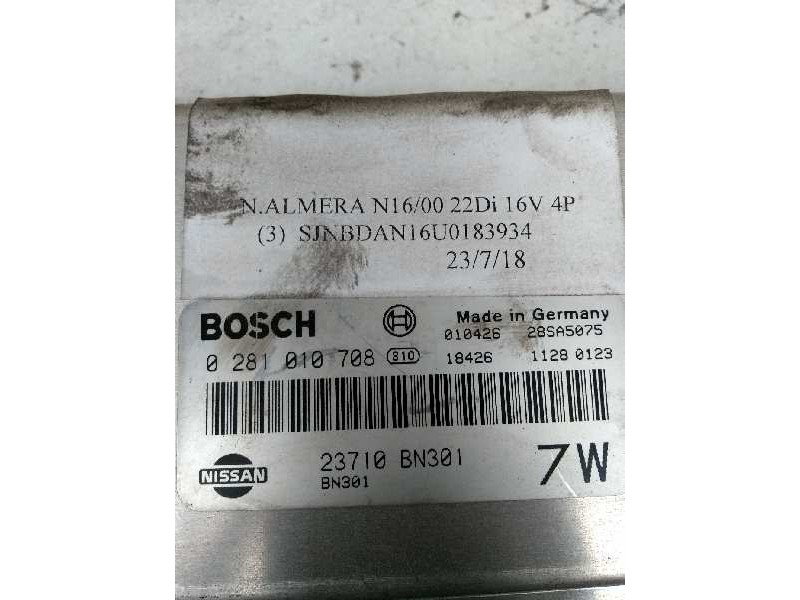 N.ALMERA N16/00 22Di 16V 4P
(3) SJNBDAN16U0183934
23/7/18
BOSCH
Made in Germany
010426 28SA5075
0 281 010 708 810 18426 1128 0123
NISSAN
23710 BN301
BN301
7W